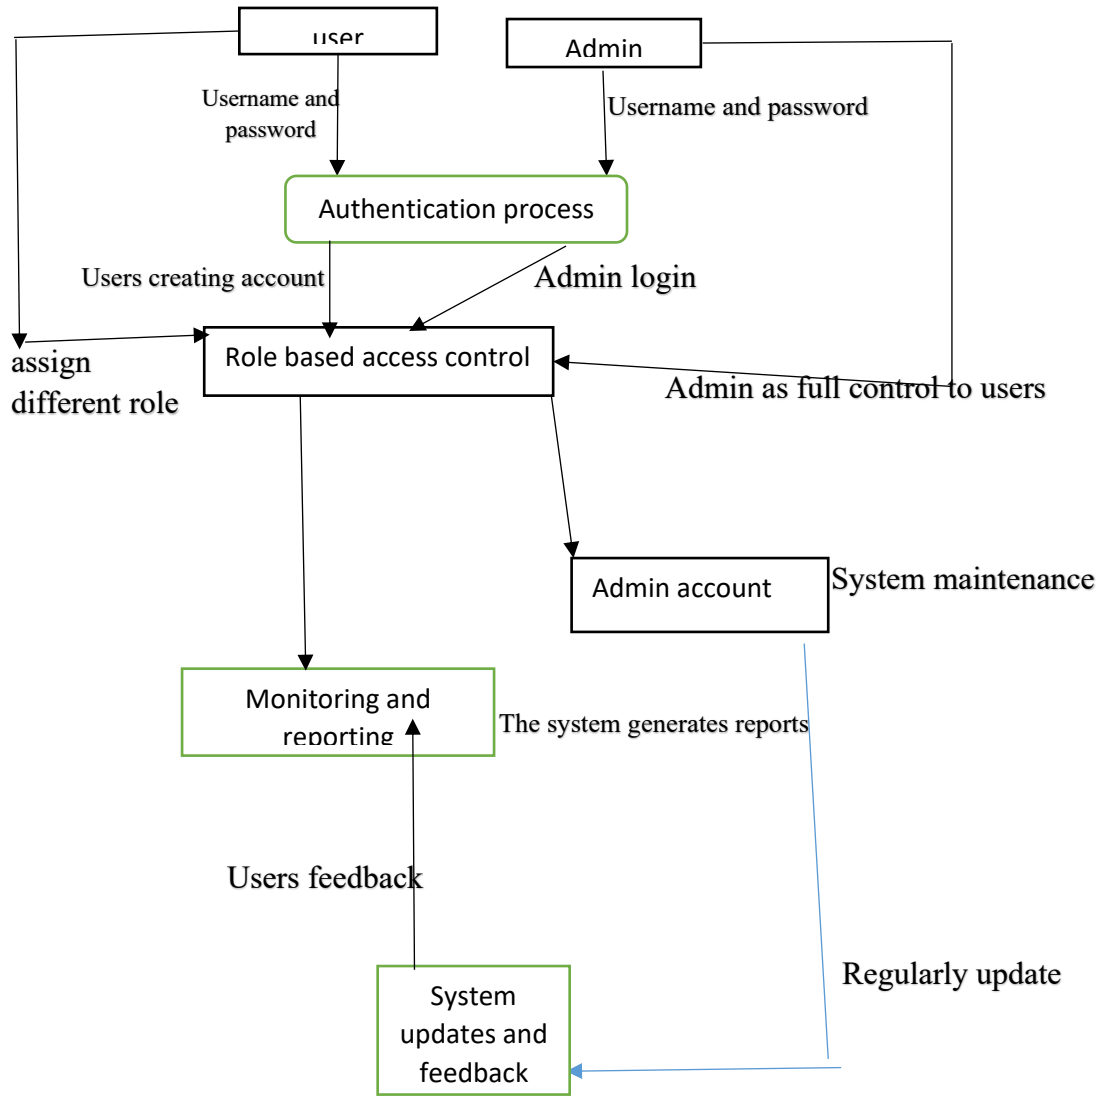 user
Admin
Username and
password
Username and password
Authentication process
Users creating account
Admin login
Role based access control
assign
different role
Admin as full control to users
Admin account
System maintenance
Monitoring and
reporting
The system generates reports
Users feedback
Regularly update
System
updates and
feedback